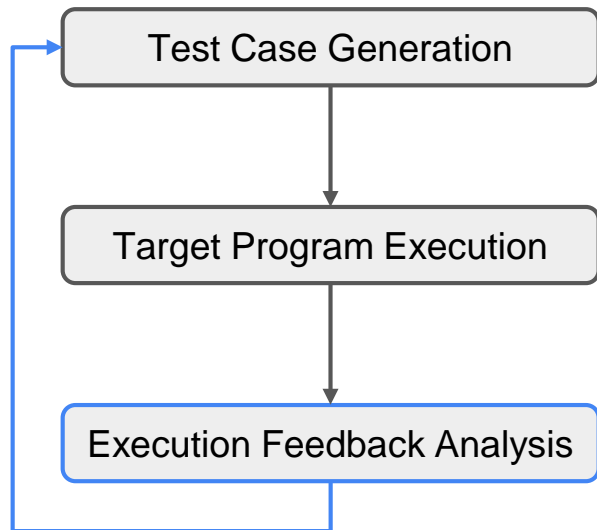 Test Case Generation
Target Program Execution
Execution Feedback Analysis